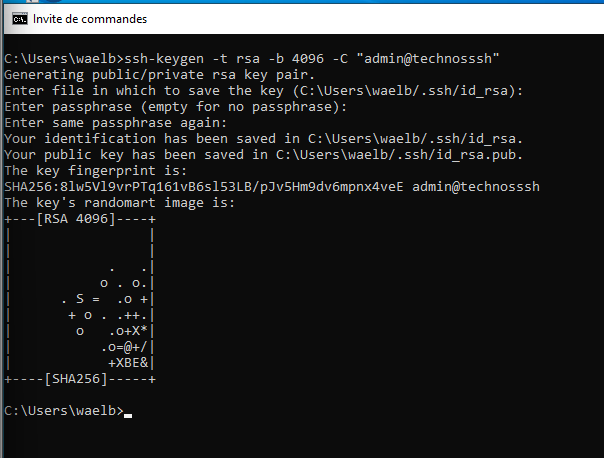 Invite de commandes
C:\Users\waelb>ssh-keygen -t rsa -b 4096 -C "admin@technosssh"
Generating public/private rsa key pair.
Enter file in which to save the key (C:\Users\waelb/.ssh/id_rsa):
Enter passphrase (empty for no passphrase):
Enter same passphrase again:
Your identification has been saved in C:\Users\waelb/.ssh/id_rsa.
Your public key has been saved in C:\Users\waelb/.ssh/id_rsa.pub.
The key fingerprint is:
SHA256:8lw5Vl9vrPTq161vB6sl53LB/pJv5Hm9dv6mpnx4veE admin@technosssh
The key's randomart image is:
+---[RSA 4096]----+
|                 |
|                 |
|            .   .|
|           o . o.|
|      . S =  .o +|
|       + o . .++.|
|        o   .o+X*|
|           .o=@+/|
|            +XBE&|
+----[SHA256]-----+
C:\Users\waelb>